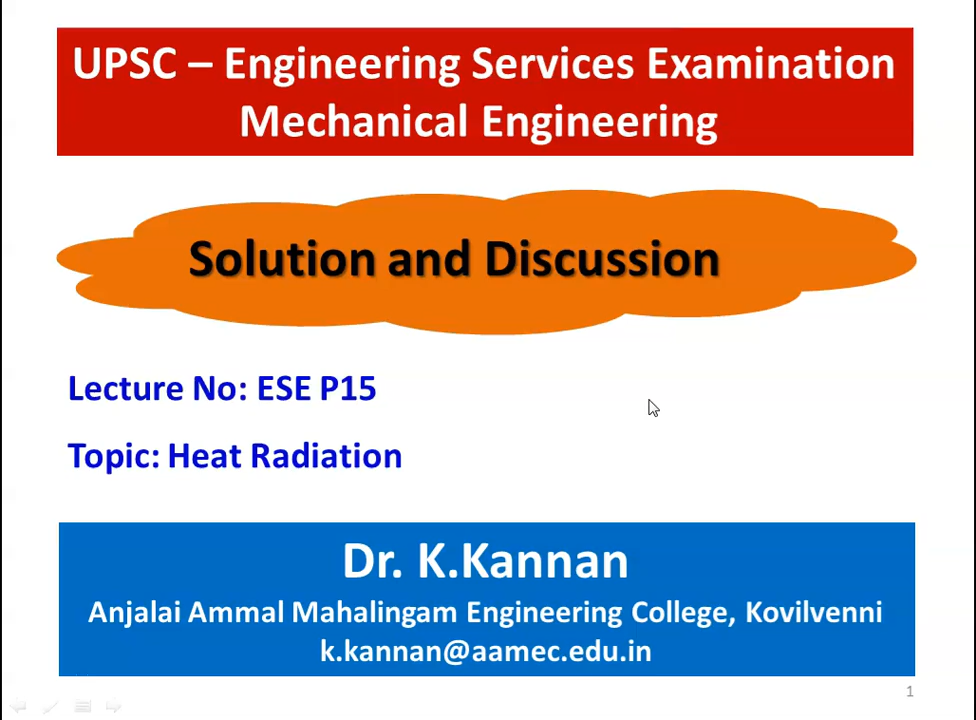 UPSC – Engineering Services Examination
Mechanical Engineering
Solution and Discussion
Lecture No: ESE P15
Topic: Heat Radiation
Dr. K.Kannan
Anjalai Ammal Mahalingam Engineering College, Kovilvenni
k.kannan@aamec.edu.in
1